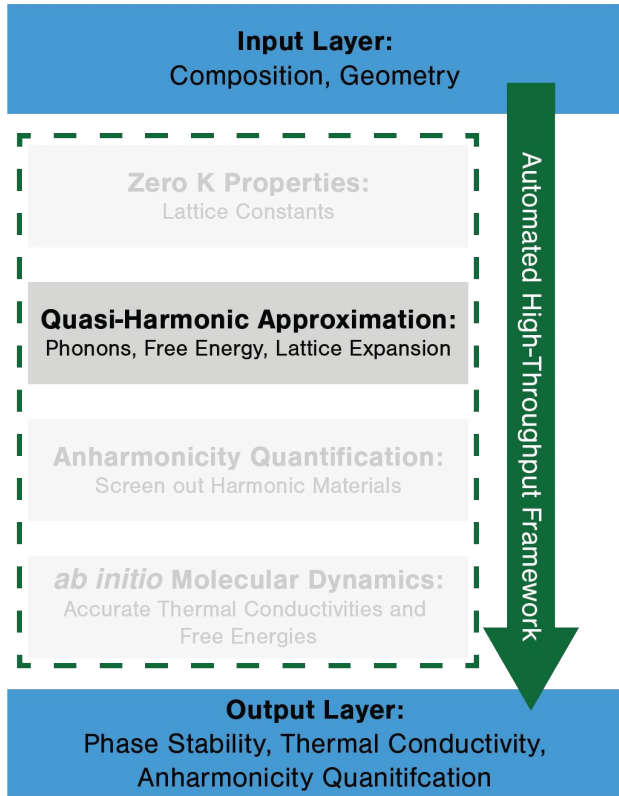 Input Layer:
Composition, Geometry
Zero K Properties:
Lattice Constants
Quasi-Harmonic Approximation:
Phonons, Free Energy, Lattice Expansion
Anharmonicity Quantification:
Screen out Harmonic Materials
ab initio Molecular Dynamics:
Accurate Thermal Conductivities and
Free Energies
Automated High-Throughput Framework
Output Layer:
Phase Stability, Thermal Conductivity,
Anharmonicity Quanitifcation